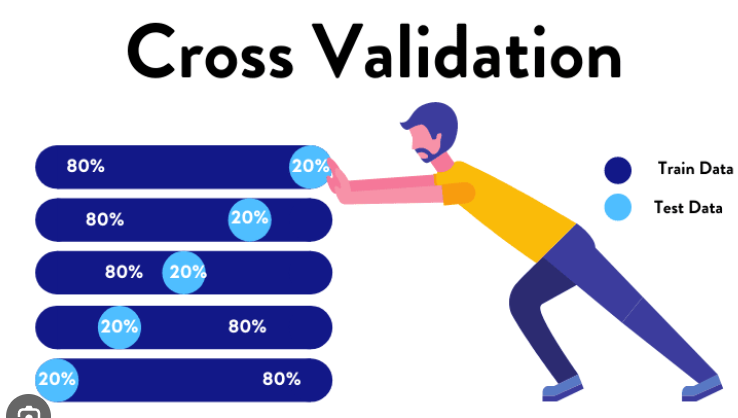 Cross Validation
80% 20%
Train Data
80% 20%
Test Data
80% 20%
20% 80%
20% 80%